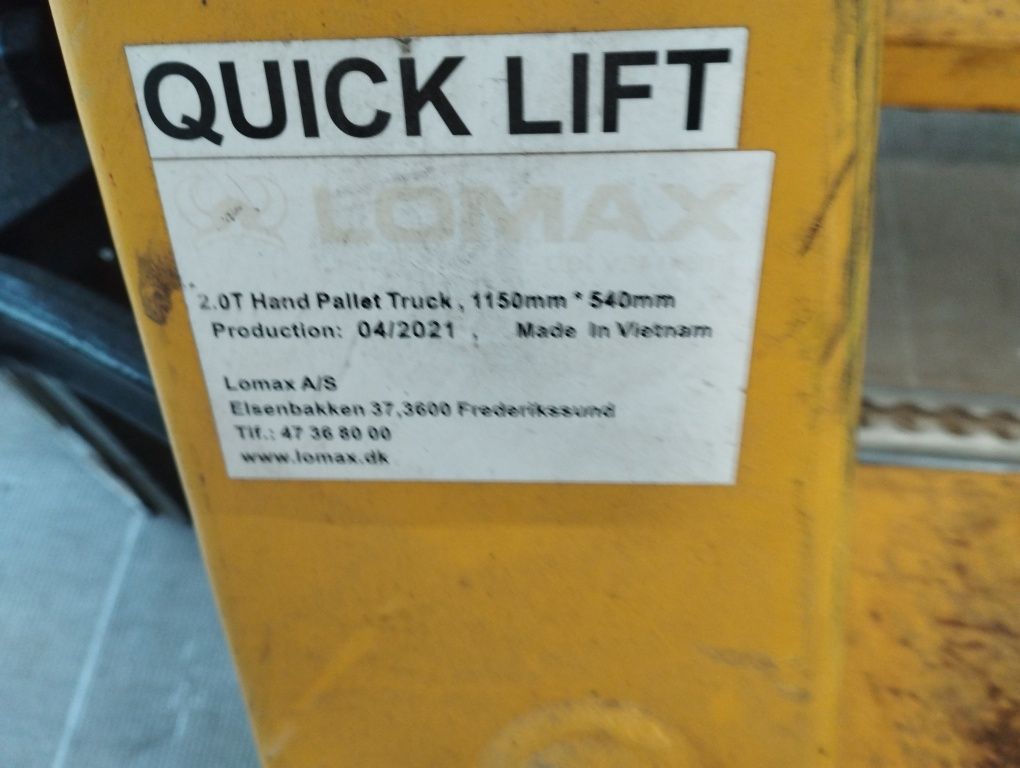 QUICK LIFT
LOMAX
2.0T Hand Pallet Truck, 1150mm * 540mm
Production: 04/2021 , Made In Vietnam
Lomax A/S
Elsenbakken 37,3600 Frederikssund
Tlf.: 47 36 80 00
www.lomax.dk